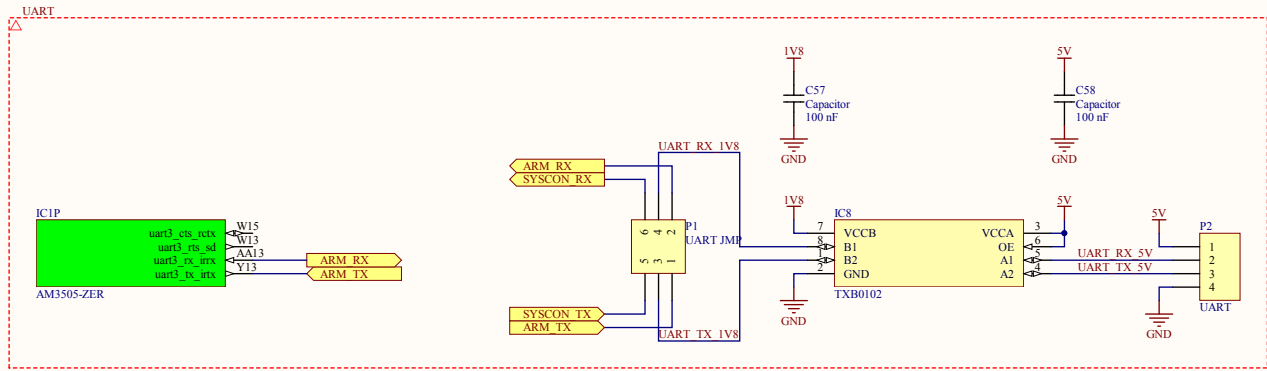 UART
1V8
C57
Capacitor
100 nF
GND
5V
C58
Capacitor
100 nF
GND
UART_RX_1V8
ARM_RX
SYSCON_RX
IC1P
uart3_cts_rctx
W15
uart3_rts_sd
W13
uart3_rx_irrx
AA13
ARM_RX
uart3_tx_irtx
Y13
ARM_TX
AM3505-ZER
6
4
2
P1
UART JMP
5
3
1
SYSCON_TX
ARM_TX
UART_TX_1V8
1V8
IC8
7
VCCB
VCCA
3
8
B1
OE
6
1
B2
A1
5
2
GND
A2
4
TXB0102
GND
5V
UART_RX_5V
UART_TX_5V
5V
P2
1
2
3
4
UART
GND